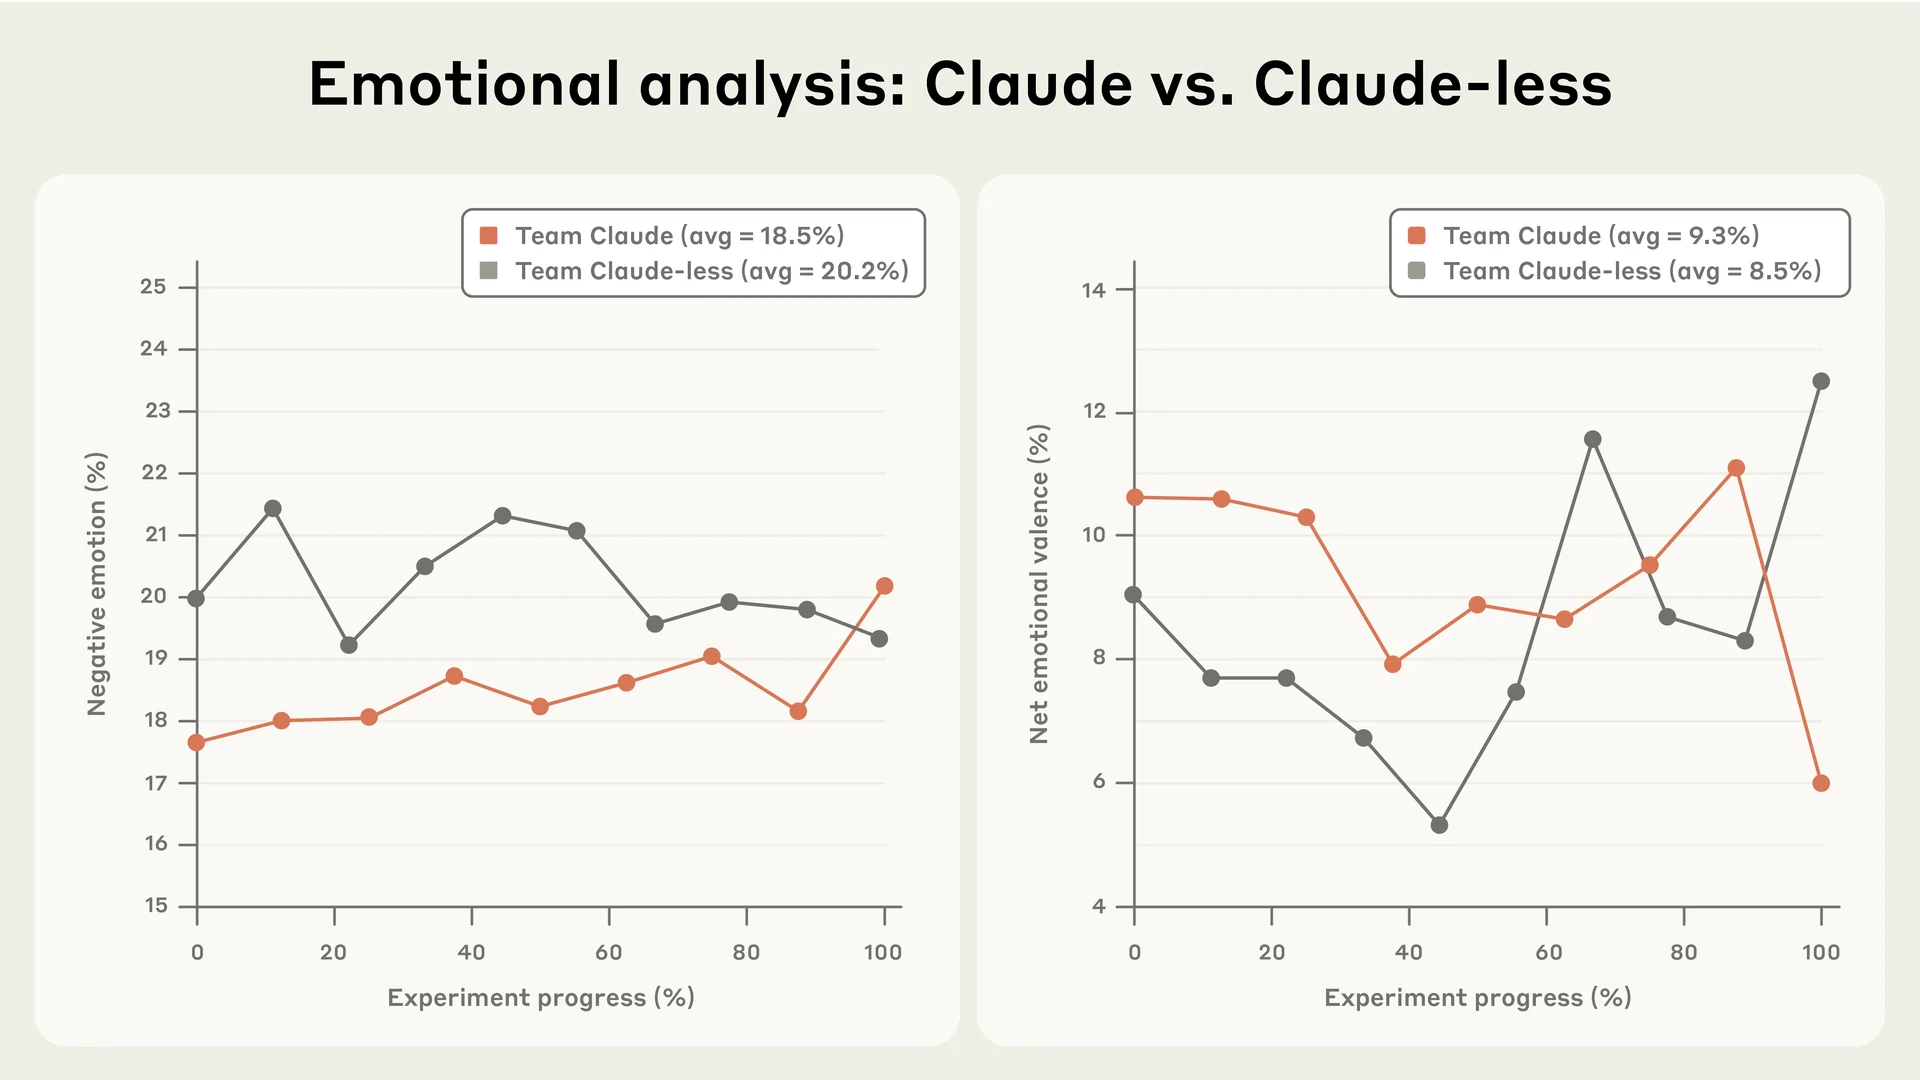 Emotional analysis: Claude vs. Claude-less
Team Claude (avg = 18.5%)
Team Claude-less (avg = 20.2%)
25
24
23
22
21
20
19
18
17
16
15
Negative emotion (%)
0 20 40 60 80 100
Experiment progress (%)
Team Claude (avg = 9.3%)
Team Claude-less (avg = 8.5%)
14
12
10
8
6
4
Net emotional valence (%)
0 20 40 60 80 100
Experiment progress (%)